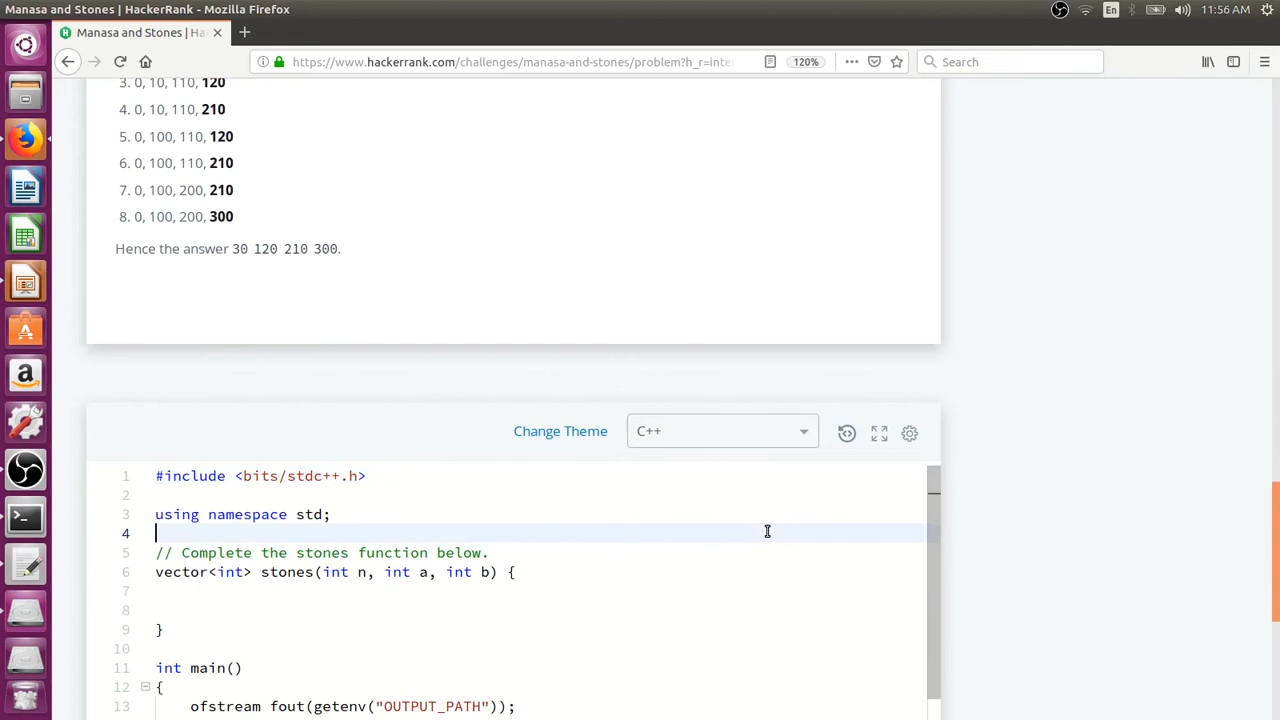 Manasa and Stones | HackerRank - Mozilla Firefox
En
11:56 AM
Manasa and Stones | Ha
https://www.hackerrank.com/challenges/manasa-and-stones/problem?h_r=inte
120%
Search
3. 0, 10, 110, 120
4. 0, 10, 110, 210
5. 0, 100, 110, 120
6. 0, 100, 110, 210
7. 0, 100, 200, 210
8. 0, 100, 200, 300
Hence the answer 30 120 210 300.
Change Theme
C++
1 #include <bits/stdc++.h>
2
3 using namespace std;
4
5 // Complete the stones function below.
6 vector<int> stones(int n, int a, int b) {
7
8
9 }
10
11 int main()
12 {
13 ofstream fout(getenv("OUTPUT_PATH"));